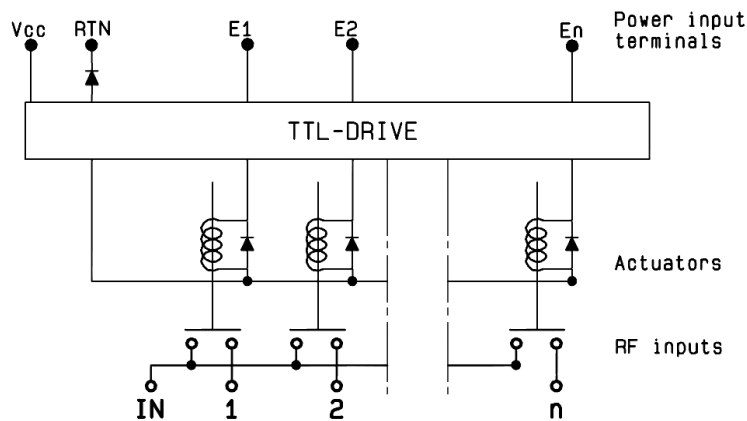 Vcc RTN E1 E2 En Power input
terminals
TTL-DRIVE
Actuators
RF inputs
IN 1 2 n